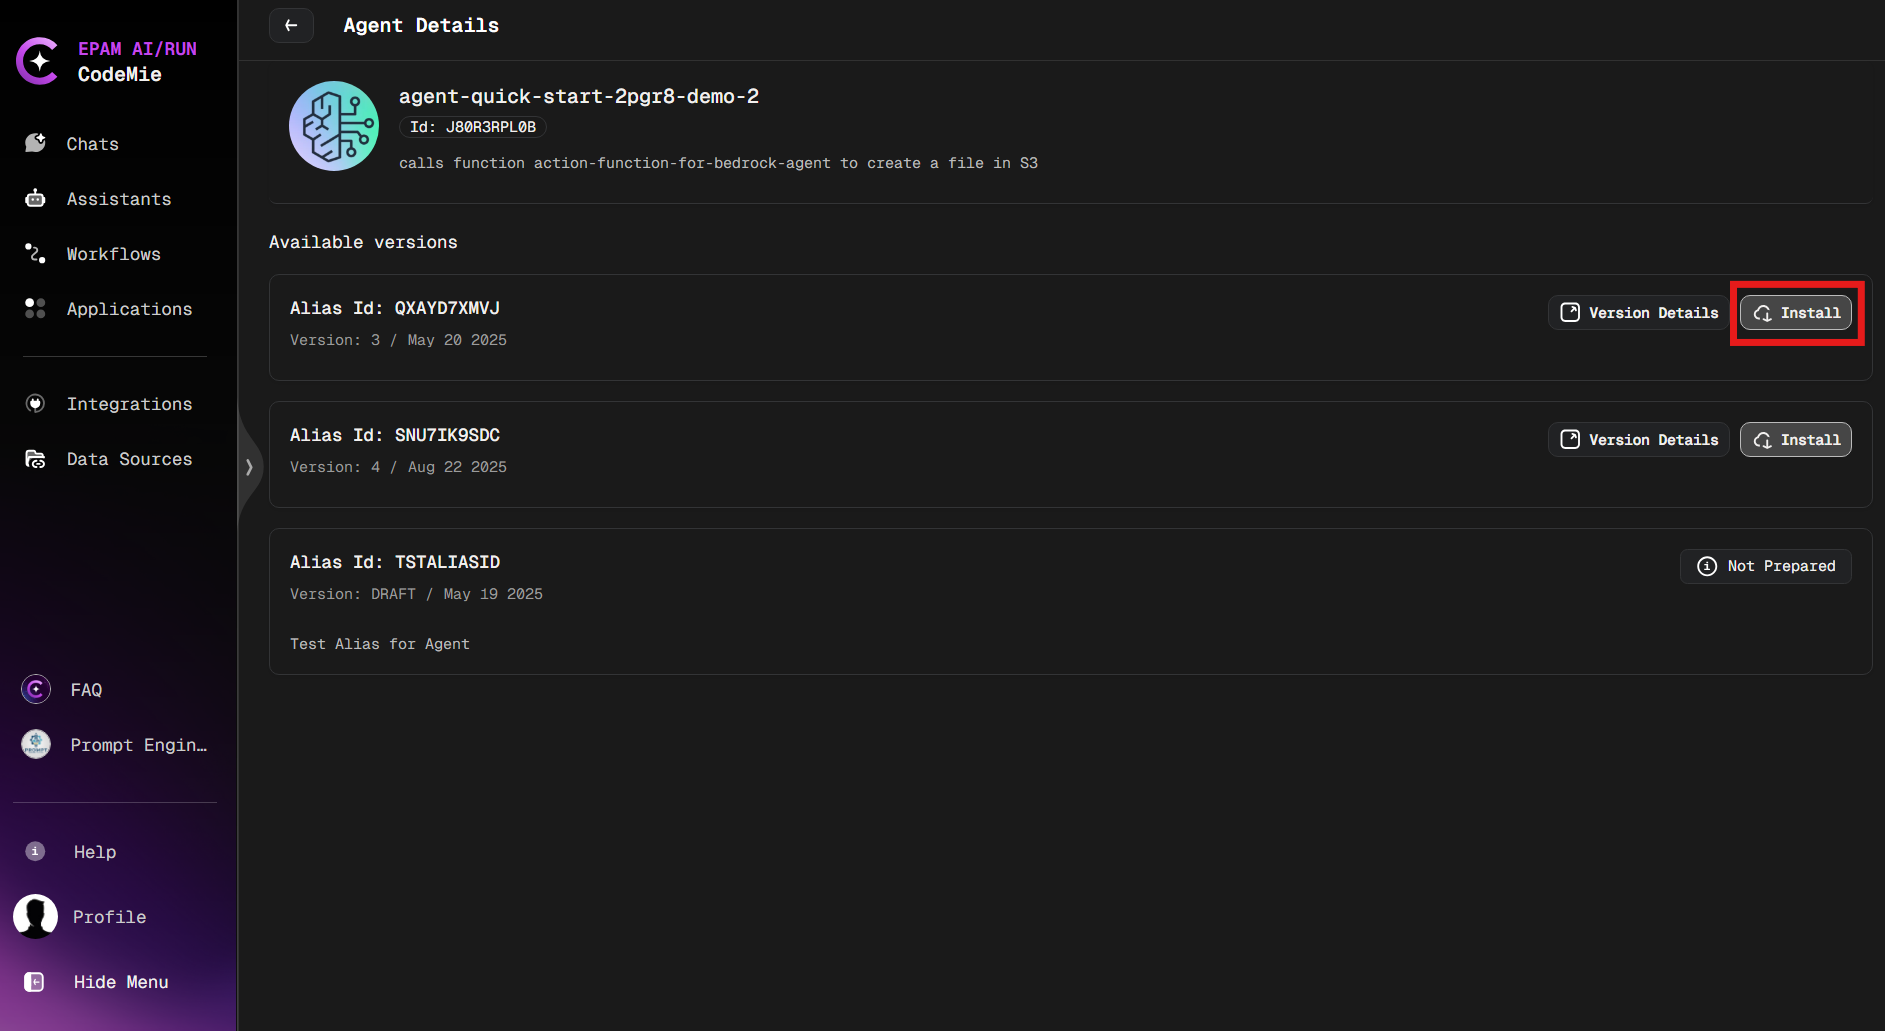 EPAM AI/RUN
CodeMie
Chats
Assistants
Workflows
Applications
Integrations
Data Sources
FAQ
Prompt Engin…
Help
Profile
Hide Menu
Agent Details
agent-quick-start-2pgr8-demo-2
Id: J80R3RPL0B
calls function action-function-for-bedrock-agent to create a file in S3
Available versions
Alias Id: QXAYD7XMVJ
Version: 3 / May 20 2025
Version Details
Install
Alias Id: SNU7IK9SDC
Version: 4 / Aug 22 2025
Version Details
Install
Alias Id: TSTALIASID
Version: DRAFT / May 19 2025
Not Prepared
Test Alias for Agent